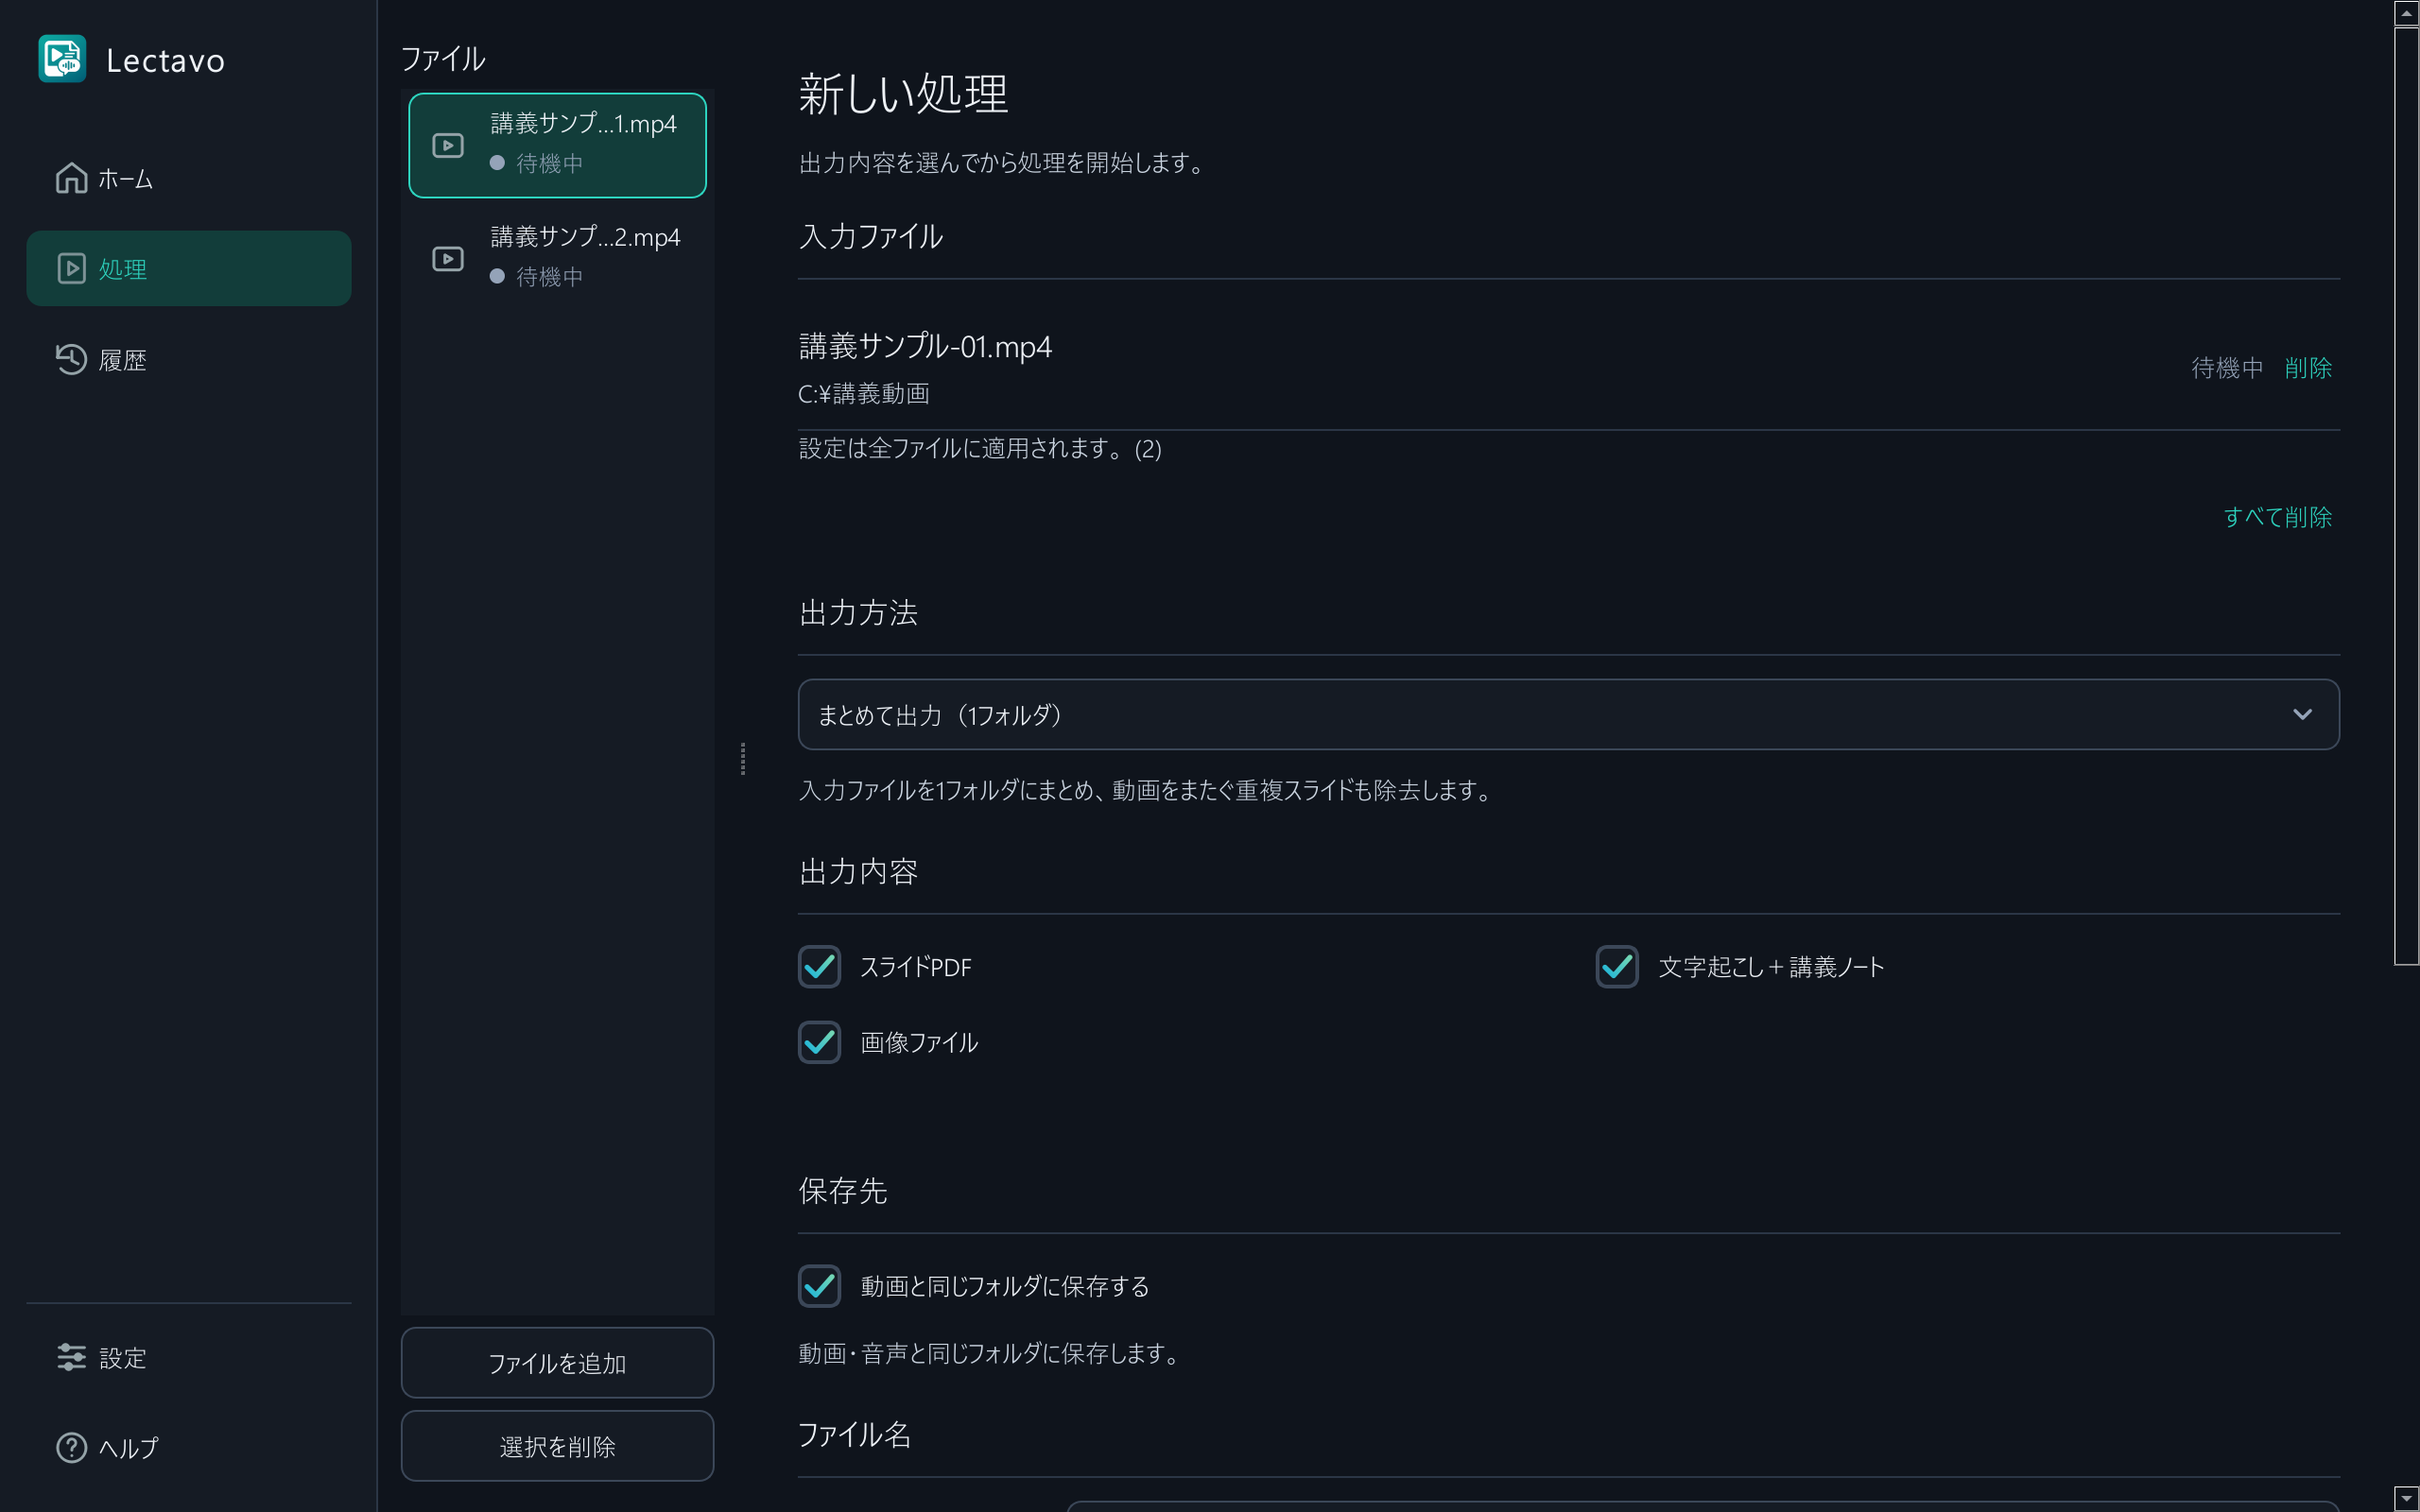 Lectavo
ホーム
処理
履歴
設定
ヘルプ
ファイル
講義サンプ...1.mp4
待機中
講義サンプ...2.mp4
待機中
ファイルを追加
選択を削除
新しい処理
出力内容を選んでから処理を開始します。
入力ファイル
講義サンプル-01.mp4
C:¥講義動画
待機中 削除
設定は全ファイルに適用されます。 (2)
すべて削除
出力方法
まとめて出力（1フォルダ）
入力ファイルを1フォルダにまとめ、動画をまたぐ重複スライドも除去します。
出力内容
スライドPDF
文字起こし＋講義ノート
画像ファイル
保存先
動画と同じフォルダに保存する
動画・音声と同じフォルダに保存します。
ファイル名